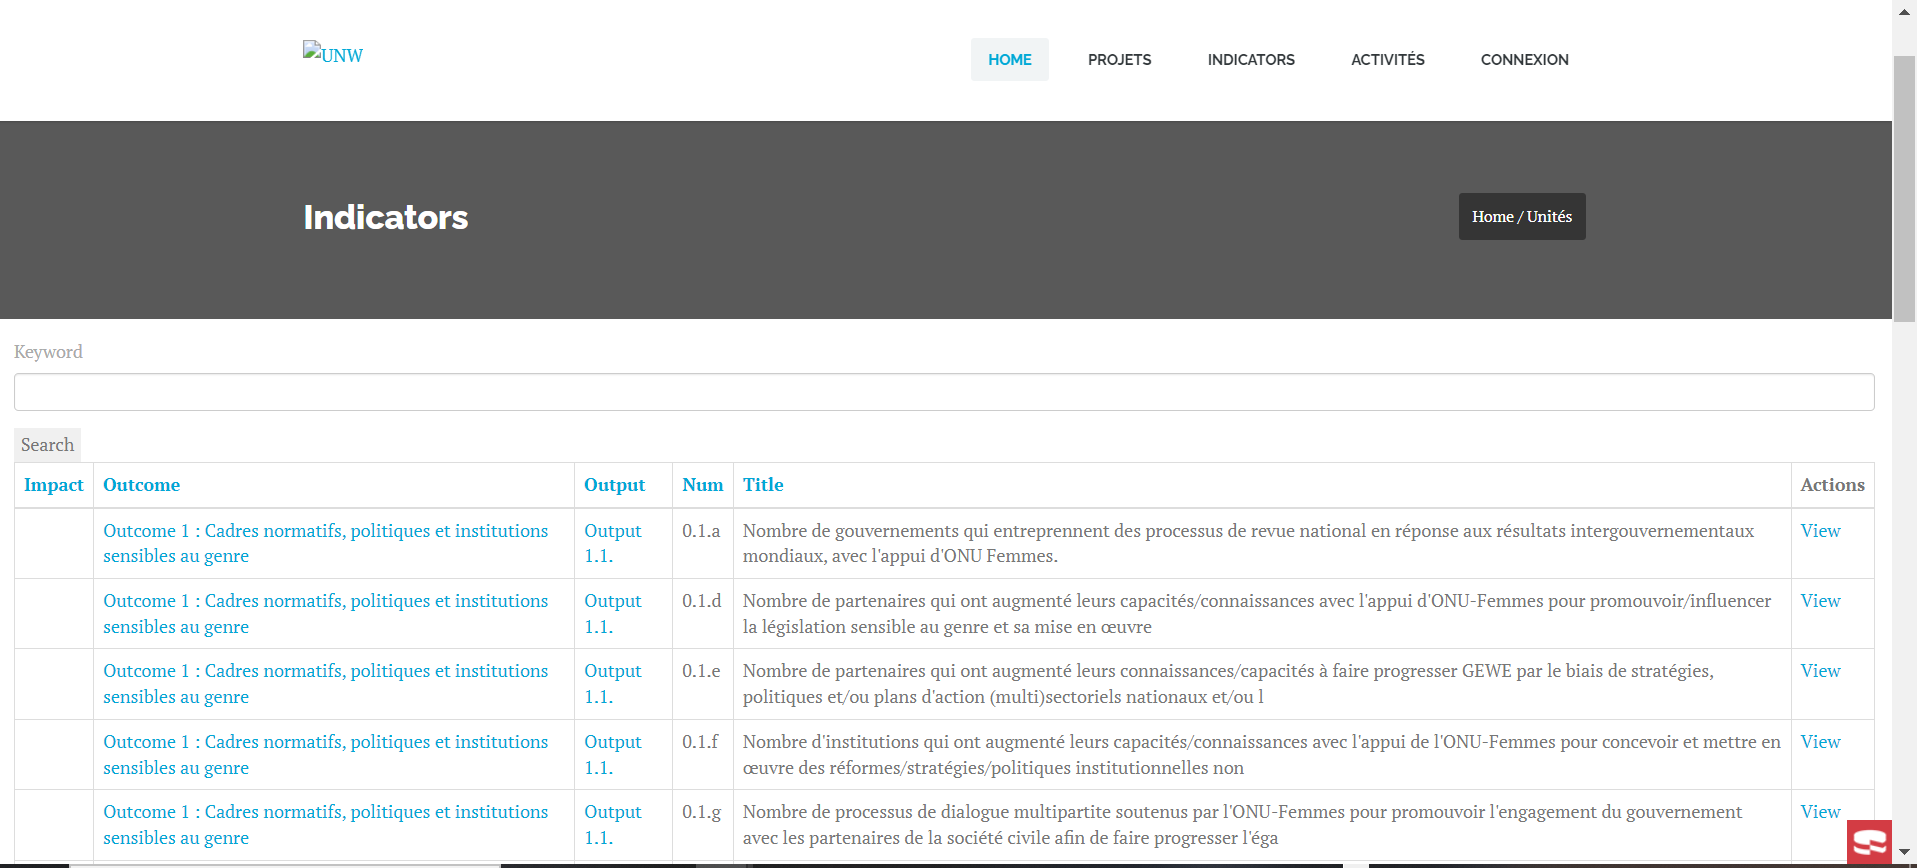 UNW
HOME PROJETS INDICATORS ACTIVITÉS CONNEXION
Indicators
Home / Unités
Keyword
Search
Impact Outcome Output Num Title Actions
Outcome 1 : Cadres normatifs, politiques et institutions sensibles au genre Output 1.1. 0.1.a Nombre de gouvernements qui entreprennent des processus de revue national en réponse aux résultats intergouvernementaux mondiaux, avec l'appui d'ONU Femmes. View
Outcome 1 : Cadres normatifs, politiques et institutions sensibles au genre Output 1.1. 0.1.d Nombre de partenaires qui ont augmenté leurs capacités/connaissances avec l'appui d'ONU-Femmes pour promouvoir/influencer la législation sensible au genre et sa mise en œuvre View
Outcome 1 : Cadres normatifs, politiques et institutions sensibles au genre Output 1.1. 0.1.e Nombre de partenaires qui ont augmenté leurs connaissances/capacités à faire progresser GEWE par le biais de stratégies, politiques et/ou plans d'action (multi)sectoriels nationaux et/ou l View
Outcome 1 : Cadres normatifs, politiques et institutions sensibles au genre Output 1.1. 0.1.f Nombre d'institutions qui ont augmenté leurs capacités/connaissances avec l'appui de l'ONU-Femmes pour concevoir et mettre en œuvre des réformes/stratégies/politiques institutionnelles non View
Outcome 1 : Cadres normatifs, politiques et institutions sensibles au genre Output 1.1. 0.1.g Nombre de processus de dialogue multipartite soutenus par l'ONU-Femmes pour promouvoir l'engagement du gouvernement avec les partenaires de la société civile afin de faire progresser l'éga View